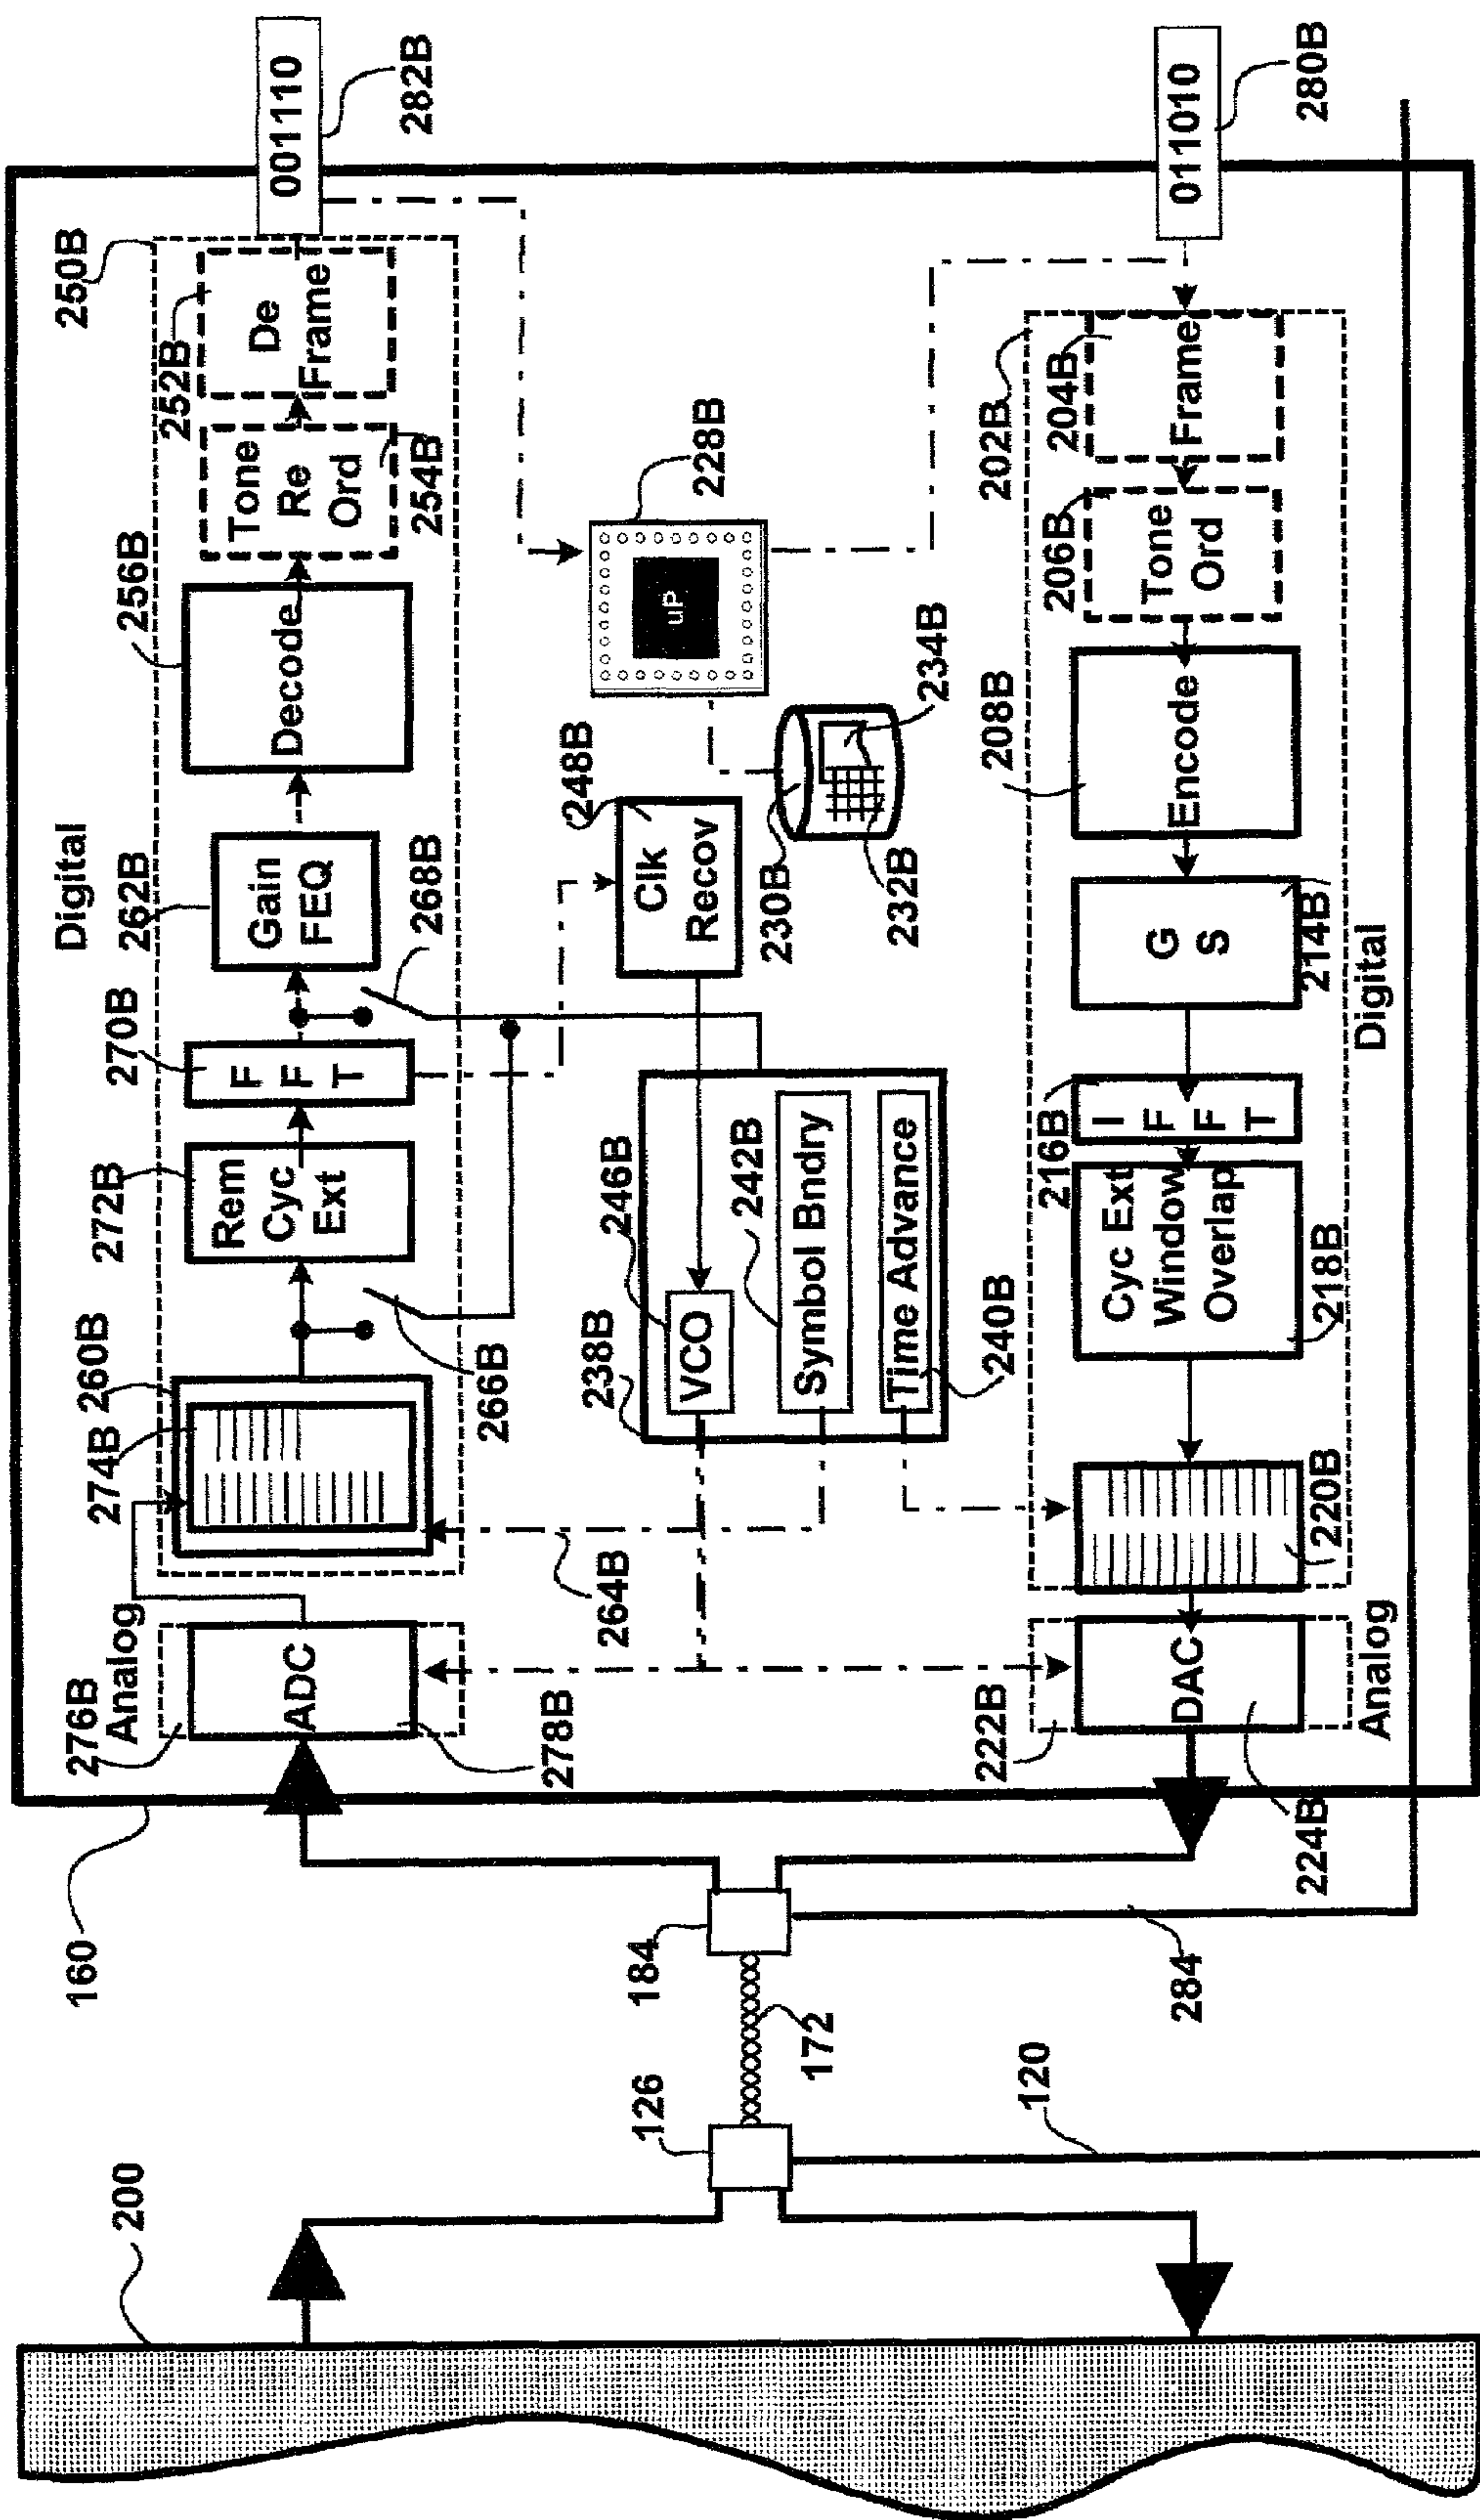 276B
Analog
274B
260B
272B
270B
262B
Digital
256B
252B
250B
ADC
Rem
Cyc
Ext
F
F
T
Gain
FEQ
Decode
Tone
Re
Ord
De
Frame
001110
282B
278B
264B
266B
268B
254B
160
238B
246B
VCO
242B
Symbol Bndry
Time Advance
240B
248B
Clk
Recov
230B
232B
234B
uP
228B
200
126
172
184
120
284
222B
DAC
224B
Analog
220B
218B
Cyc Ext
Window
Overlap
216B
I
F
F
T
G
S
214B
Digital
208B
Encode
206B
Tone
Ord
202B
204B
Frame
011010
280B